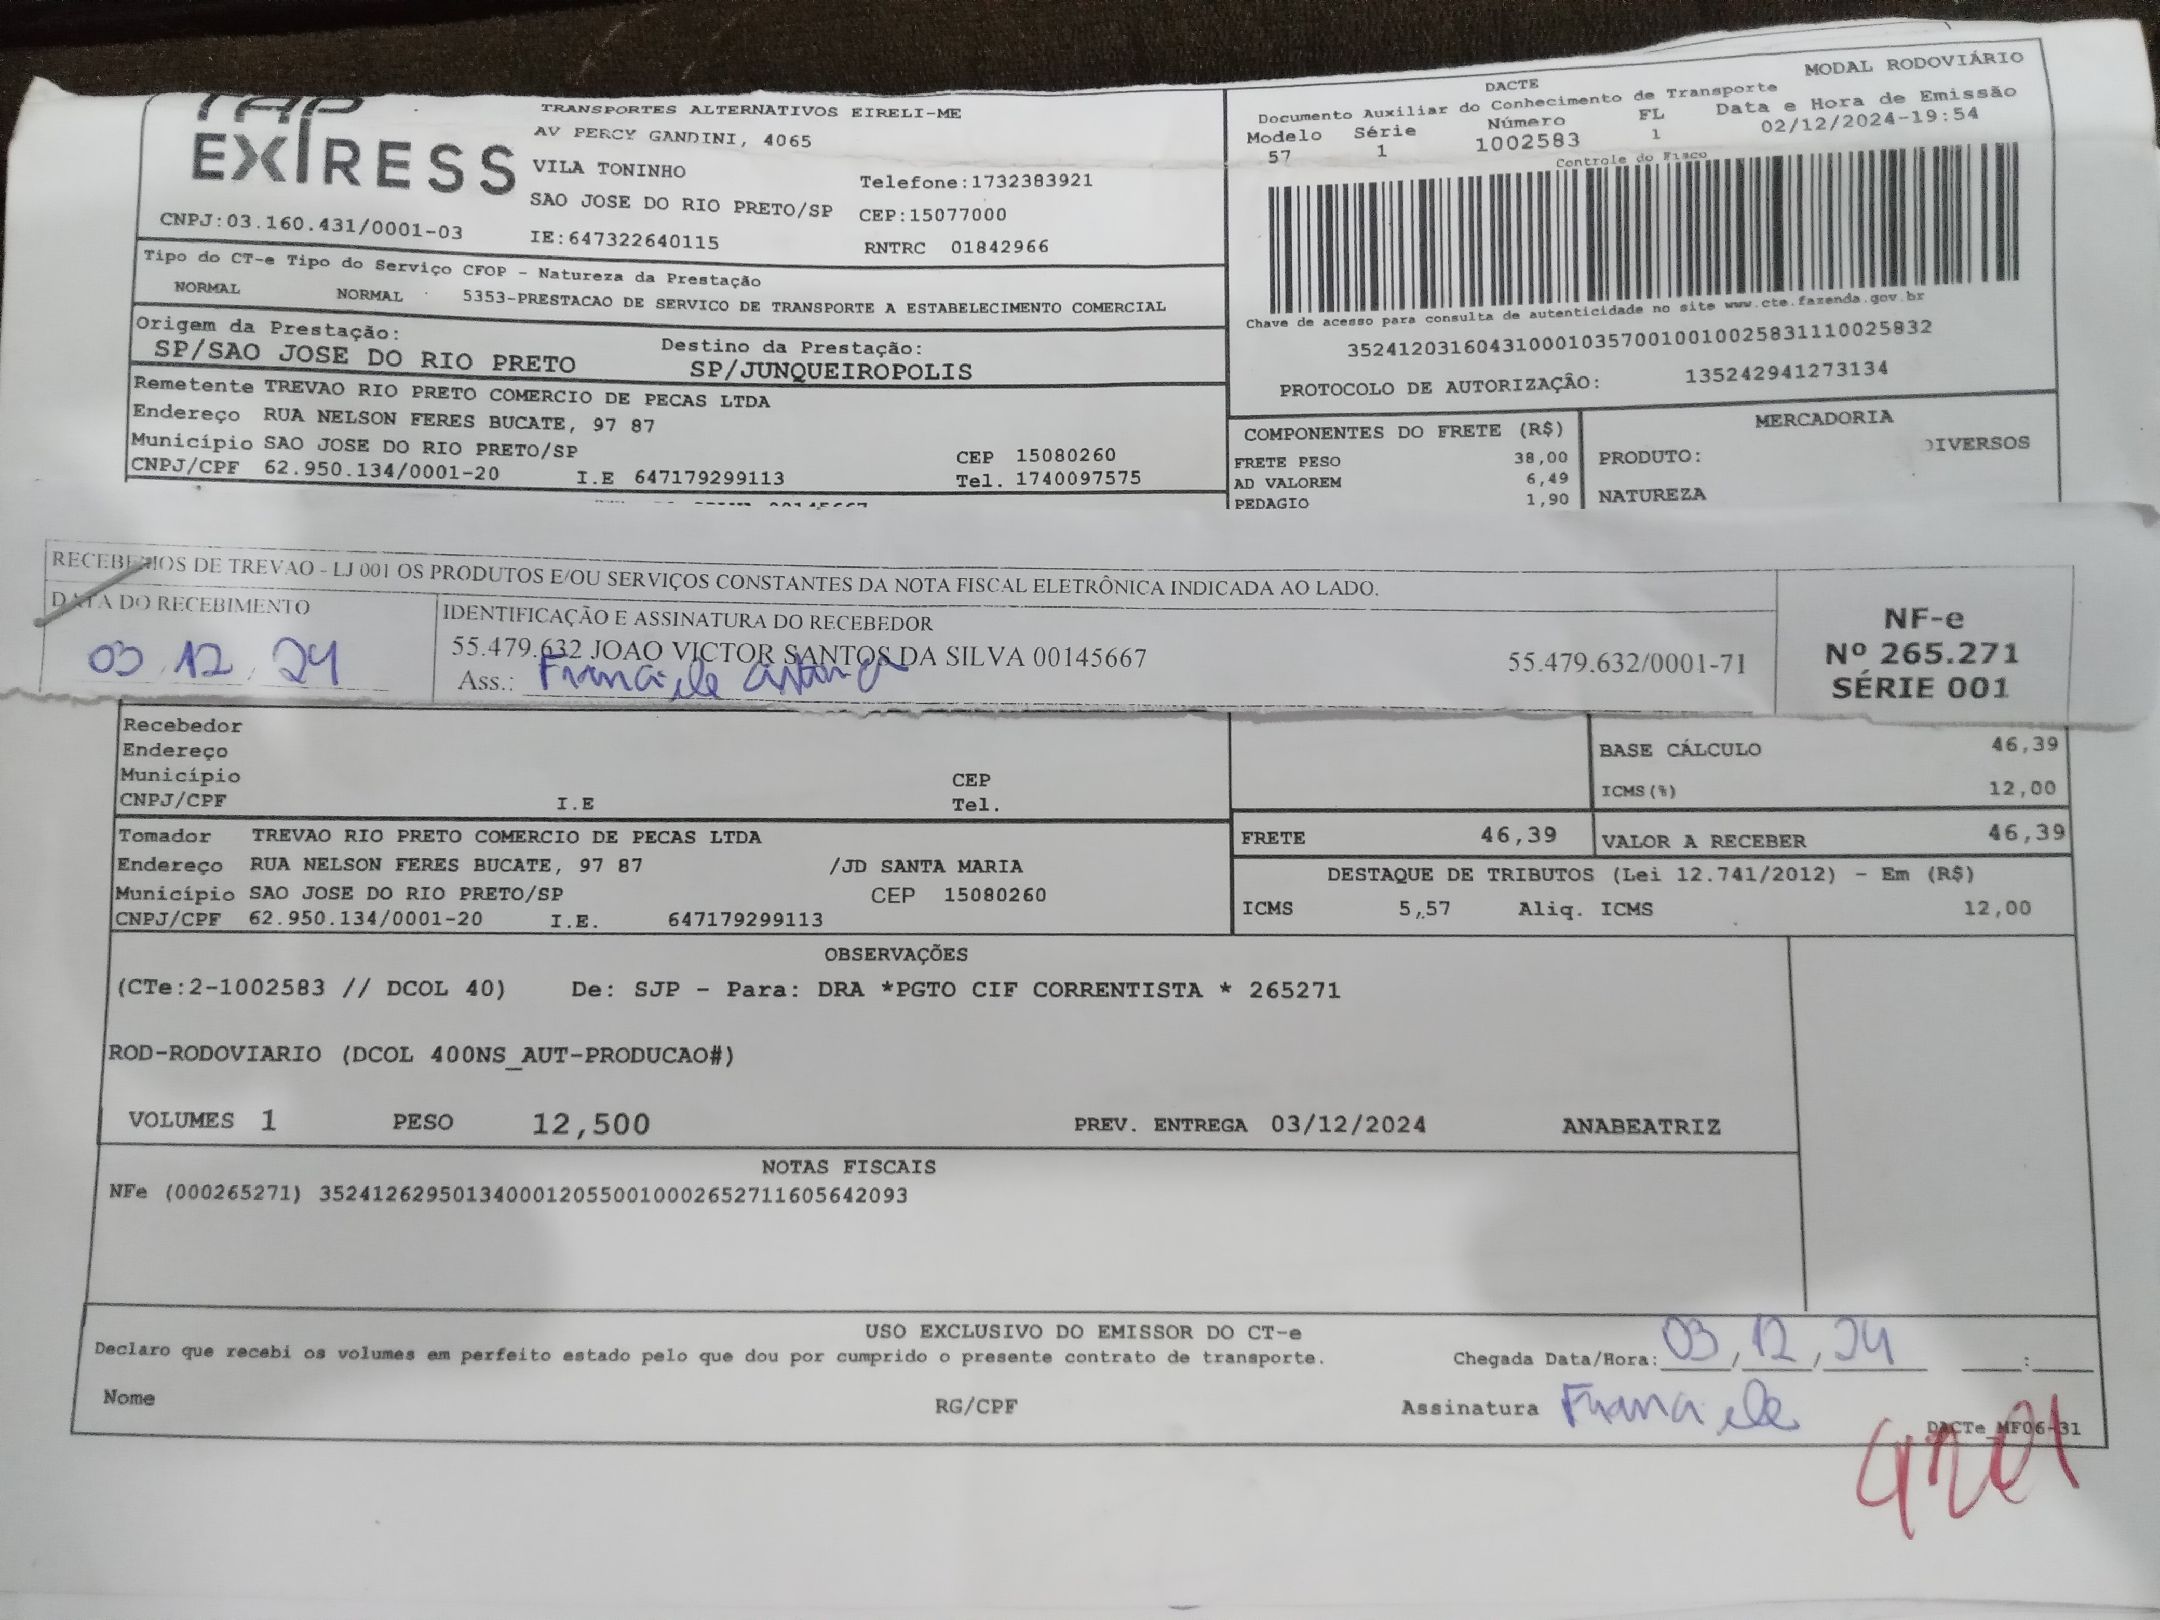 EXPRESS
TRANSPORTES ALTERNATIVOS EIRELI-ME
AV PERCY GANDINI, 4065
VILA TONINHO
Telefone:1732383921
SAO JOSE DO RIO PRETO/SP CEP:15077000
CNPJ:03.160.431/0001-03 IE:647322640115 RNTRC 01842966
DACTE
MODAL RODOVIÁRIO
Documento Auxiliar do Conhecimento de Transporte
Modelo Série Número FL Data e Hora de Emissão
57 1 1002583 1 02/12/2024-19:54
Controle do Fisco
Chave de acesso para consulta de autenticidade no site www.cte.fazenda.gov.br
35241203160431000103570010010025831110025832
PROTOCOLO DE AUTORIZAÇÃO: 135242941273134
Tipo do CT-e Tipo do Serviço CFOP - Natureza da Prestação
NORMAL NORMAL 5353-PRESTACAO DE SERVICO DE TRANSPORTE A ESTABELECIMENTO COMERCIAL
Origem da Prestação: Destino da Prestação:
SP/SAO JOSE DO RIO PRETO SP/JUNQUEIROPOLIS
Remetente TREVAO RIO PRETO COMERCIO DE PECAS LTDA
Endereço RUA NELSON FERES BUCATE, 97 87
Município SAO JOSE DO RIO PRETO/SP CEP 15080260
CNPJ/CPF 62.950.134/0001-20 I.E 647179299113 Tel. 1740097575
COMPONENTES DO FRETE (R$) MERCADORIA
FRETE PESO 38,00 PRODUTO: DIVERSOS
AD VALOREM 6,49
PEDAGIO 1,90 NATUREZA
RECEBEMOS DE TREVAO - LJ 001 OS PRODUTOS E/OU SERVIÇOS CONSTANTES DA NOTA FISCAL ELETRÔNICA INDICADA AO LADO.
DATA DO RECEBIMENTO IDENTIFICAÇÃO E ASSINATURA DO RECEBEDOR
55.479.632 JOAO VICTOR SANTOS DA SILVA 00145667 55.479.632/0001-71
03 12 24 Ass.: Franciele
NF-e
Nº 265.271
SÉRIE 001
Recebedor
Endereço
Município CEP
CNPJ/CPF I.E Tel.
BASE CÁLCULO 46,39
ICMS(%) 12,00
Tomador TREVAO RIO PRETO COMERCIO DE PECAS LTDA
Endereço RUA NELSON FERES BUCATE, 97 87 /JD SANTA MARIA
Município SAO JOSE DO RIO PRETO/SP CEP 15080260
CNPJ/CPF 62.950.134/0001-20 I.E. 647179299113
FRETE 46,39 VALOR A RECEBER 46,39
DESTAQUE DE TRIBUTOS (Lei 12.741/2012) - Em (R$)
ICMS 5,57 Aliq. ICMS 12,00
OBSERVAÇÕES
(CTe:2-1002583 // DCOL 40) De: SJP - Para: DRA *PGTO CIF CORRENTISTA * 265271
ROD-RODOVIARIO (DCOL 400NS_AUT-PRODUCAO#)
VOLUMES 1 PESO 12,500 PREV. ENTREGA 03/12/2024 ANABEATRIZ
NOTAS FISCAIS
NFe (000265271) 35241262950134000120550010002652711605642093
USO EXCLUSIVO DO EMISSOR DO CT-e
Declaro que recebi os volumes em perfeito estado pelo que dou por cumprido o presente contrato de transporte. Chegada Data/Hora: 03/12/24 :
Nome RG/CPF Assinatura Franciele
DACTe_MF06-31